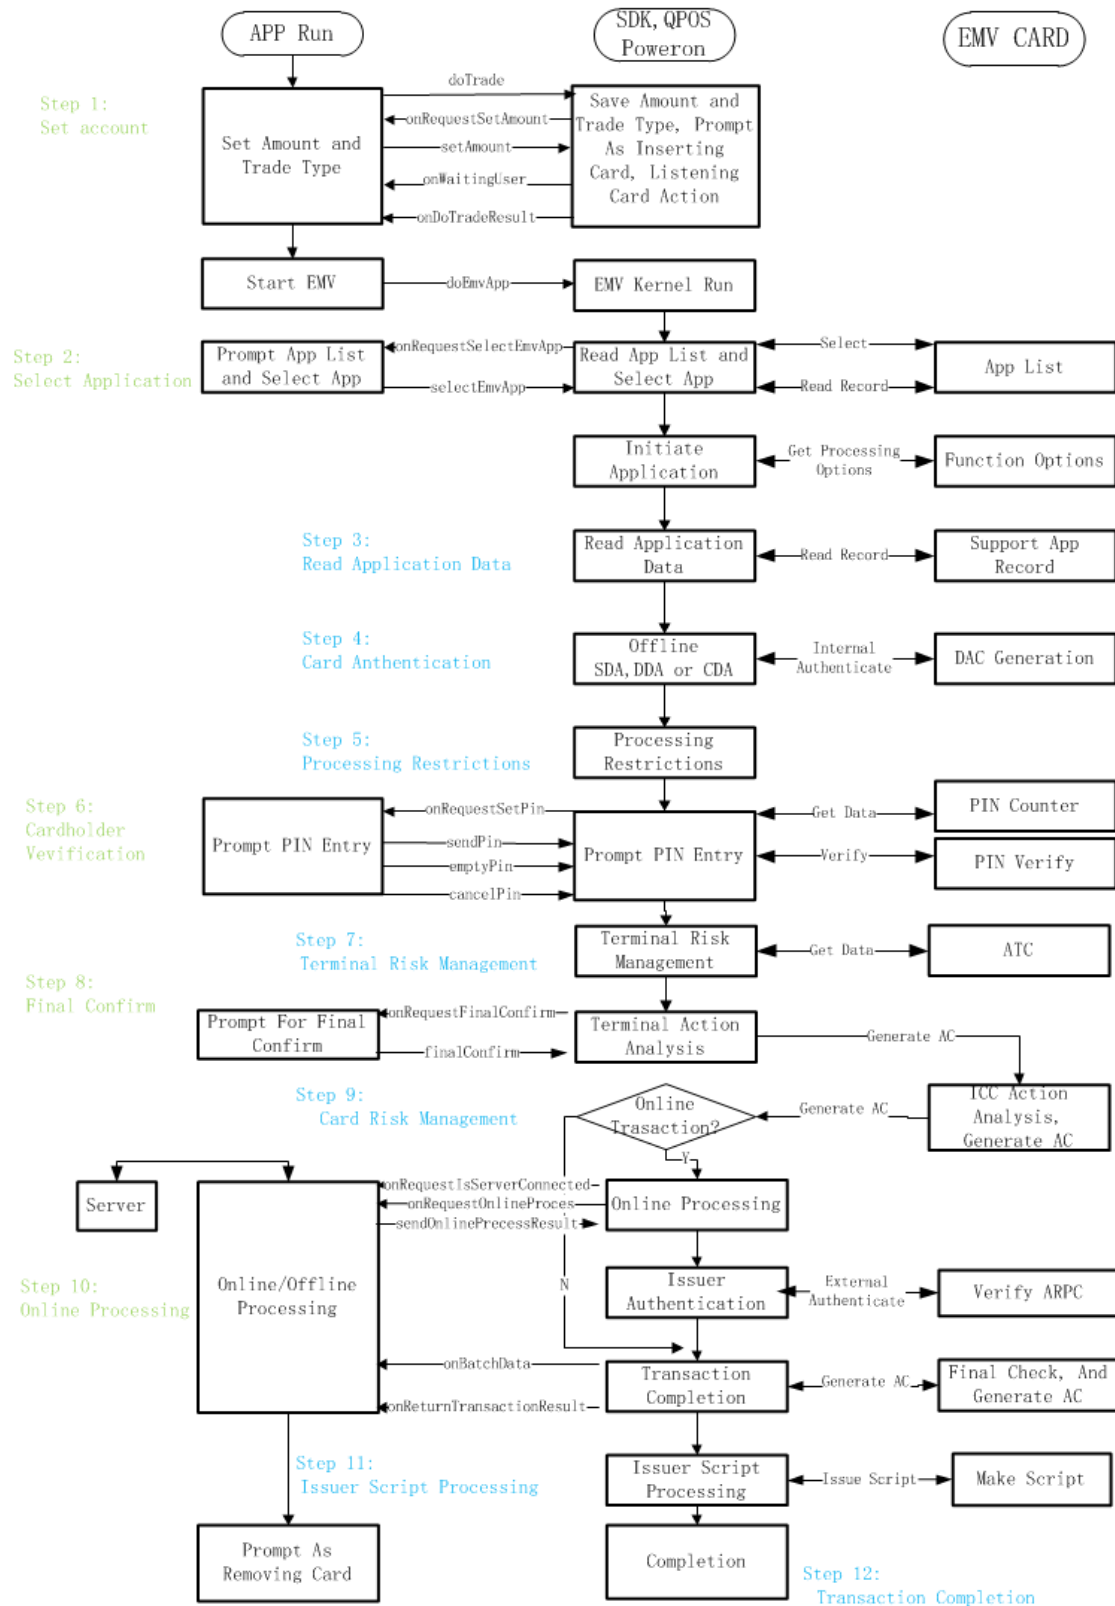 APP Run
SDK,QPOS
Poweron
EMV CARD
Step 1:
Set account
Set Amount and
Trade Type
doTrade
onRequestSetAmount
setAmount
onWaitingUser
onDoTradeResult
Save Amount and
Trade Type, Prompt
As Inserting
Card, Listening
Card Action
Start EMV
doEmvApp
EMV Kernel Run
Step 2:
Select Application
Prompt App List
and Select App
onRequestSelectEmvApp
selectEmvApp
Read App List and
Select App
Select
Read Record
App List
Initiate
Application
Get Processing
Options
Function Options
Step 3:
Read Application Data
Read Application
Data
Read Record
Support App
Record
Step 4:
Card Anthentication
Offline
SDA,DDA or CDA
Internal
Authenticate
DAC Generation
Step 5:
Processing Restrictions
Processing
Restrictions
Step 6:
Cardholder
Vevification
Prompt PIN Entry
onRequestSetPin
sendPin
emptyPin
cancelPin
Prompt PIN Entry
Get Data
Verify
PIN Counter
PIN Verify
Step 7:
Terminal Risk Management
Terminal Risk
Management
Get Data
ATC
Step 8:
Final Confirm
Prompt For Final
Confirm
onRequestFinalConfirm
finalConfirm
Terminal Action
Analysis
Generate AC
Step 9:
Card Risk Management
Online
Trasaction?
Generate AC
ICC Action
Analysis,
Generate AC
Y
Server
onRequestIsServerConnected
onRequestOnlineProces
sendOnlinePrecessResult
Online Processing
Step 10:
Online Processing
Online/Offline
Processing
N
Issuer
Authentication
External
Authenticate
Verify ARPC
onBatchData
onReturnTransactionResult
Transaction
Completion
Generate AC
Final Check, And
Generate AC
Step 11:
Issuer Script Processing
Issuer Script
Processing
Issue Script
Make Script
Prompt As
Removing Card
Completion
Step 12:
Transaction Completion